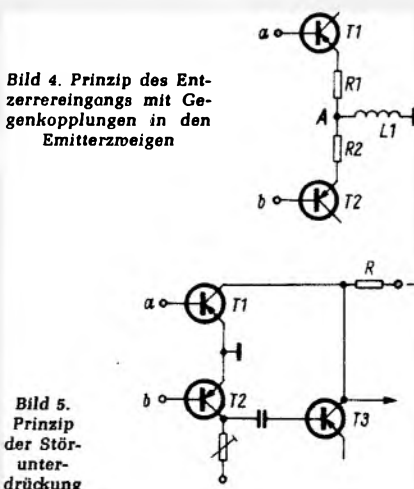 Bild 4. Prinzip des Ent-
zerrereingangs mit Ge-
genkopplungen in den
Emitterzweigen
a
T1
R1
A
L1
R2
b
T2
R
a
T1
b
T2
T3
Bild 5.
Prinzip
der Stör-
unter-
drückung